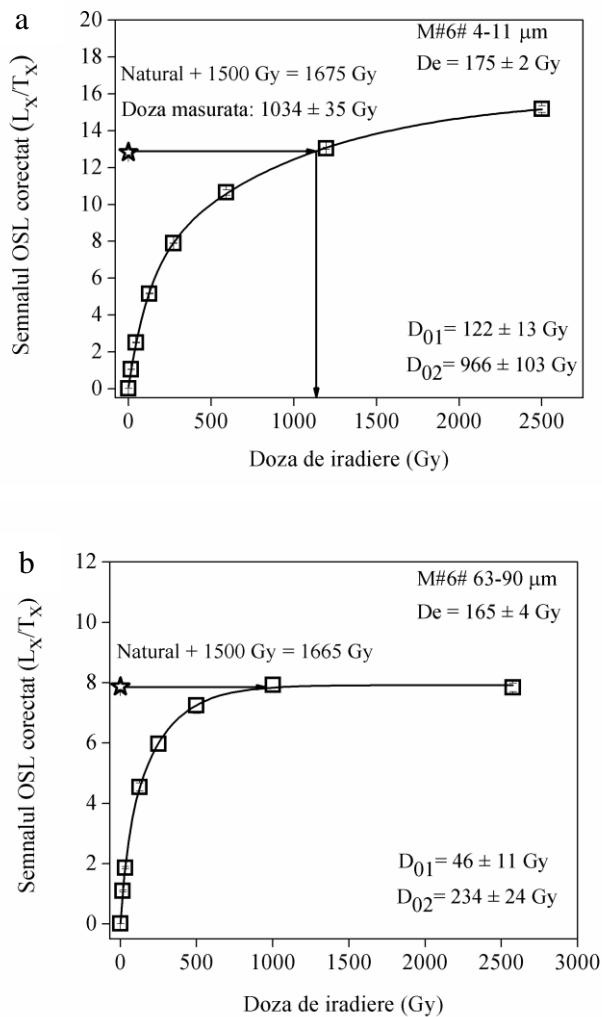 a
20
18
16
14
12
10
8
6
4
2
0
Semnalul OSL corectat (LX/TX)
M#6# 4-11 μm
De = 175 ± 2 Gy
Natural + 1500 Gy = 1675 Gy
Doza masurata: 1034 ± 35 Gy
D01= 122 ± 13 Gy
D02= 966 ± 103 Gy
0 500 1000 1500 2000 2500
Doza de iradiere (Gy)
b
12
10
8
6
4
2
0
Semnalul OSL corectat (LX/TX)
M#6# 63-90 μm
De = 165 ± 4 Gy
Natural + 1500 Gy = 1665 Gy
D01= 46 ± 11 Gy
D02= 234 ± 24 Gy
0 500 1000 1500 2000 2500 3000
Doza de iradiere (Gy)